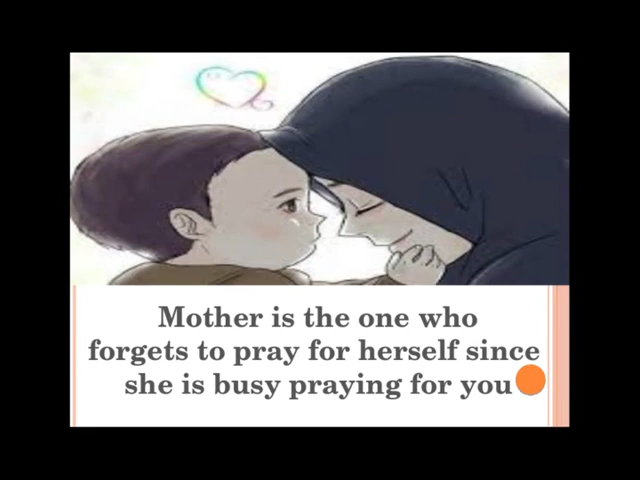 Mother is the one who
forgets to pray for herself since
she is busy praying for you